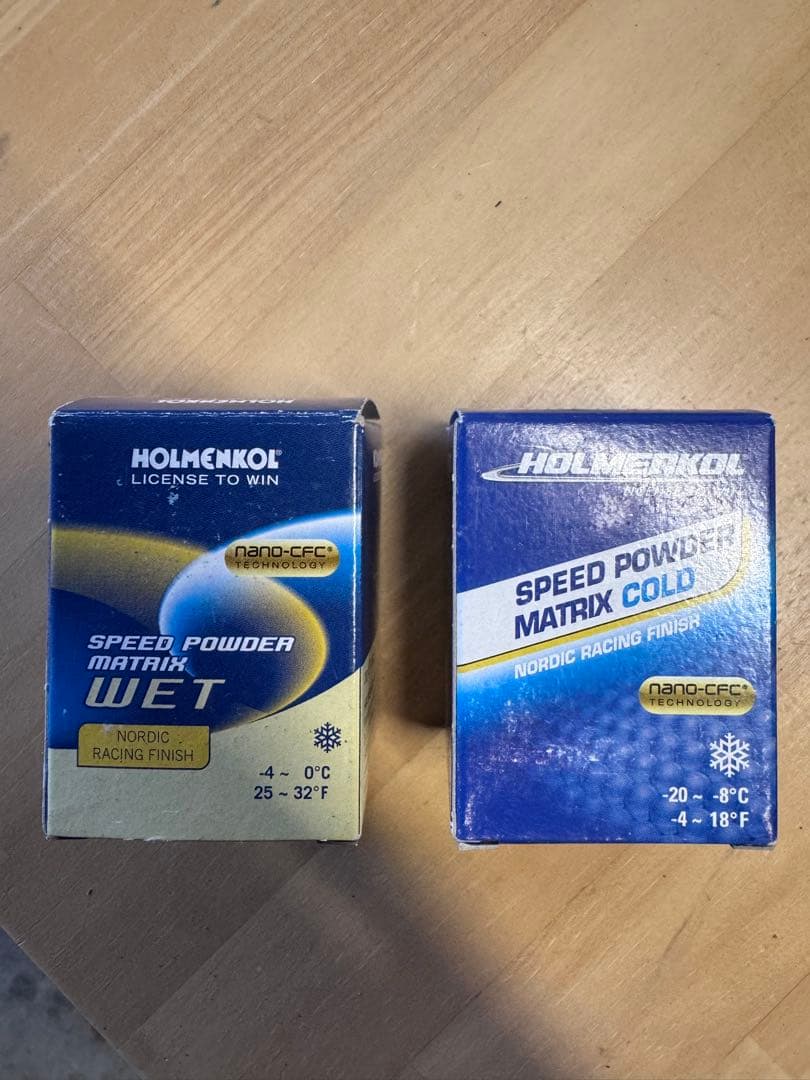 HOLMENKOL
HOLMENKOL®
LICENSE TO WIN
nano-CFC®
TECHNOLOGY
SPEED POWDER
MATRIX
WET
NORDIC
RACING FINISH
-4 ~ 0°C
25 ~ 32°F
HOLMENKOL
SPEED POWDER
MATRIX COLD
NORDIC RACING FINISH
nano-CFC®
TECHNOLOGY
-20 ~ -8°C
-4 ~ 18°F